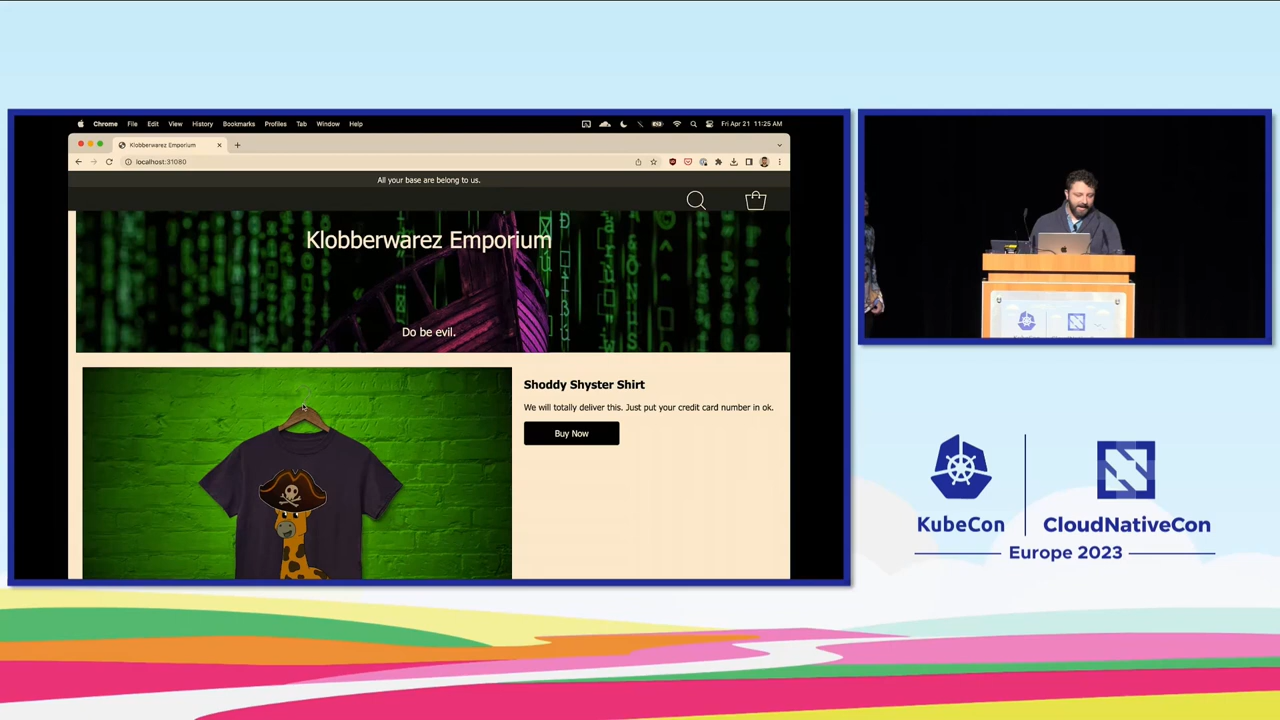 Chrome File Edit View History Bookmarks Profiles Tab Window Help Fri Apr 21 11:25 AM
Klobberwarez Emporium
localhost:31080
All your base are belong to us.
Klobberwarez Emporium
Do be evil.
Shoddy Shyster Shirt
We will totally deliver this. Just put your credit card number in ok.
Buy Now
KubeCon
CloudNativeCon
Europe 2023